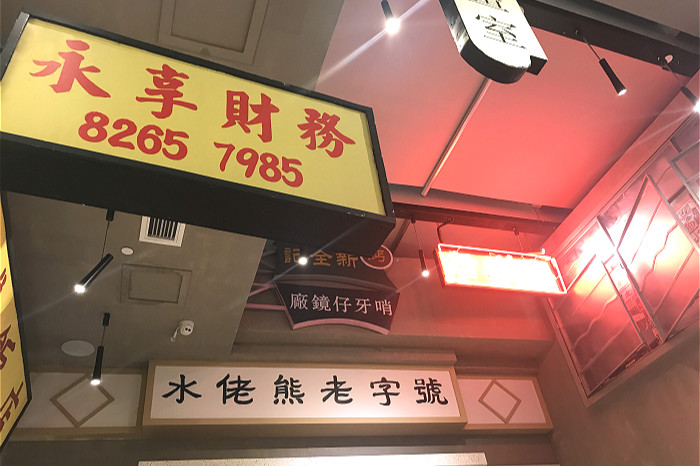 室
永享財務
8265 7985
新全記
哨牙仔鏡廠
水佬熊老字號